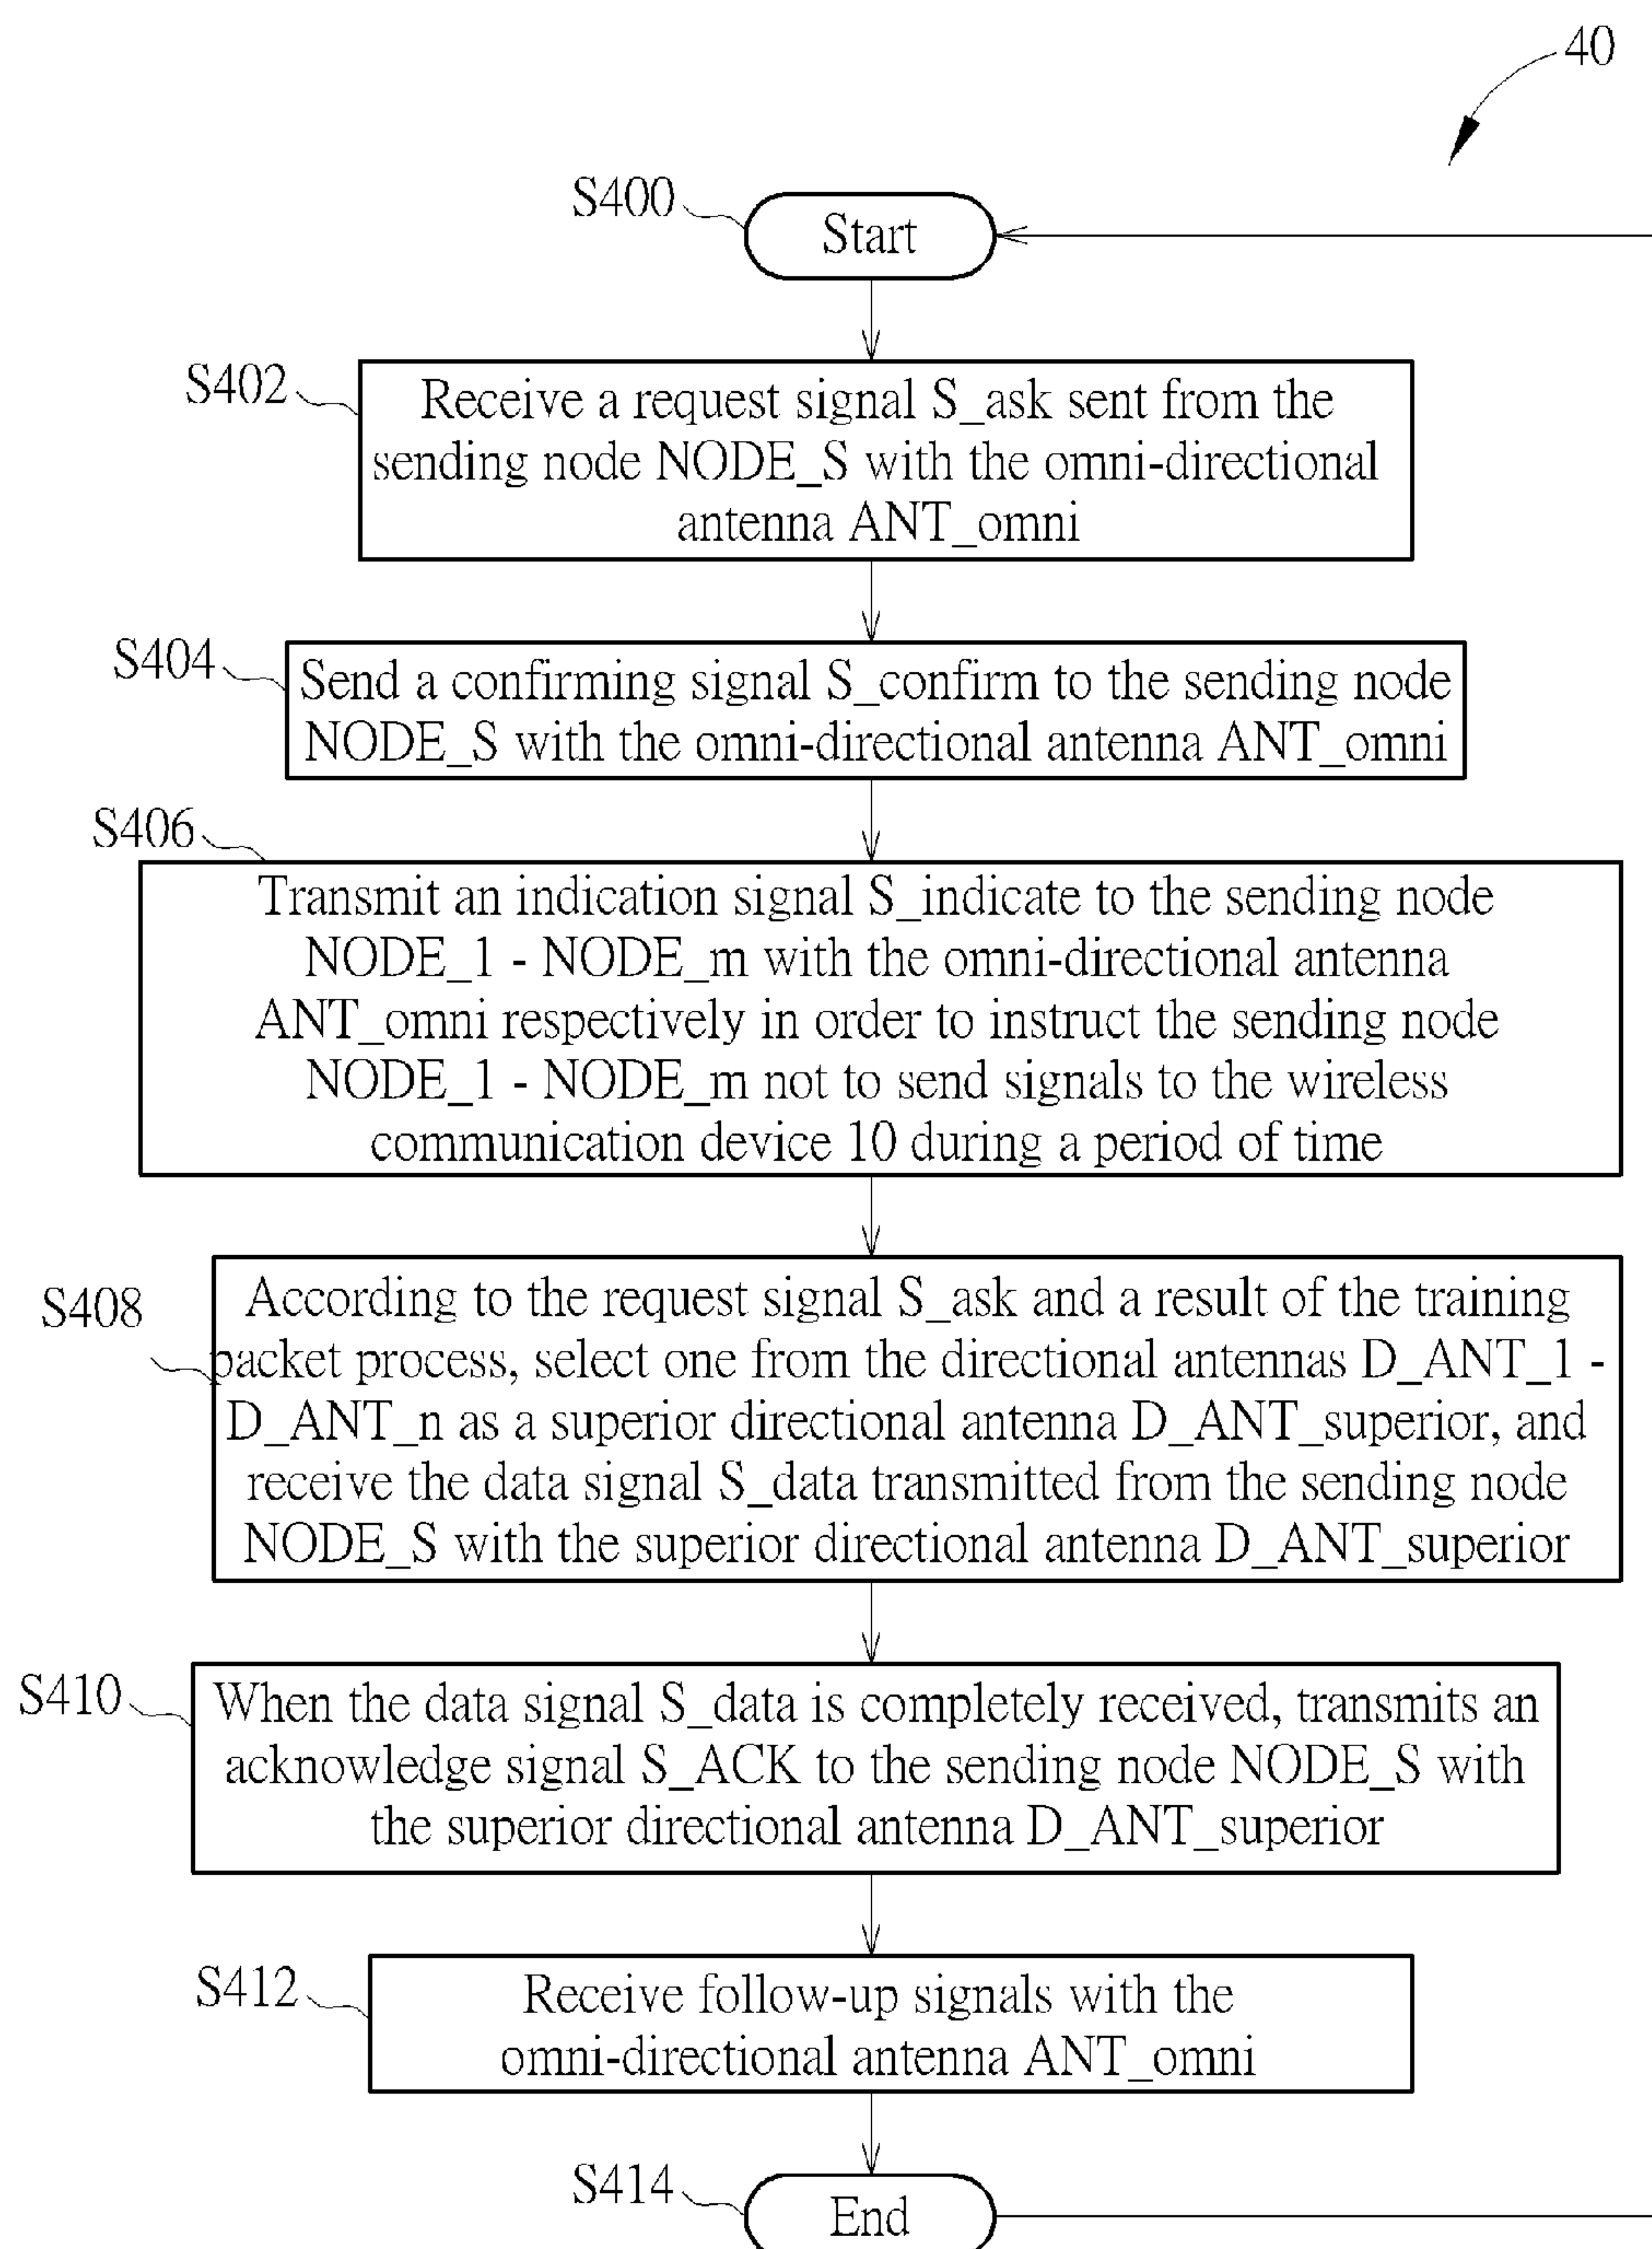 40
S400
Start
S402
Receive a request signal S_ask sent from the
sending node NODE_S with the omni-directional
antenna ANT_omni
S404
Send a confirming signal S_confirm to the sending node
NODE_S with the omni-directional antenna ANT_omni
S406
Transmit an indication signal S_indicate to the sending node
NODE_1 - NODE_m with the omni-directional antenna
ANT_omni respectively in order to instruct the sending node
NODE_1 - NODE_m not to send signals to the wireless
communication device 10 during a period of time
S408
According to the request signal S_ask and a result of the training
packet process, select one from the directional antennas D_ANT_1 -
D_ANT_n as a superior directional antenna D_ANT_superior, and
receive the data signal S_data transmitted from the sending node
NODE_S with the superior directional antenna D_ANT_superior
S410
When the data signal S_data is completely received, transmits an
acknowledge signal S_ACK to the sending node NODE_S with
the superior directional antenna D_ANT_superior
S412
Receive follow-up signals with the
omni-directional antenna ANT_omni
S414
End